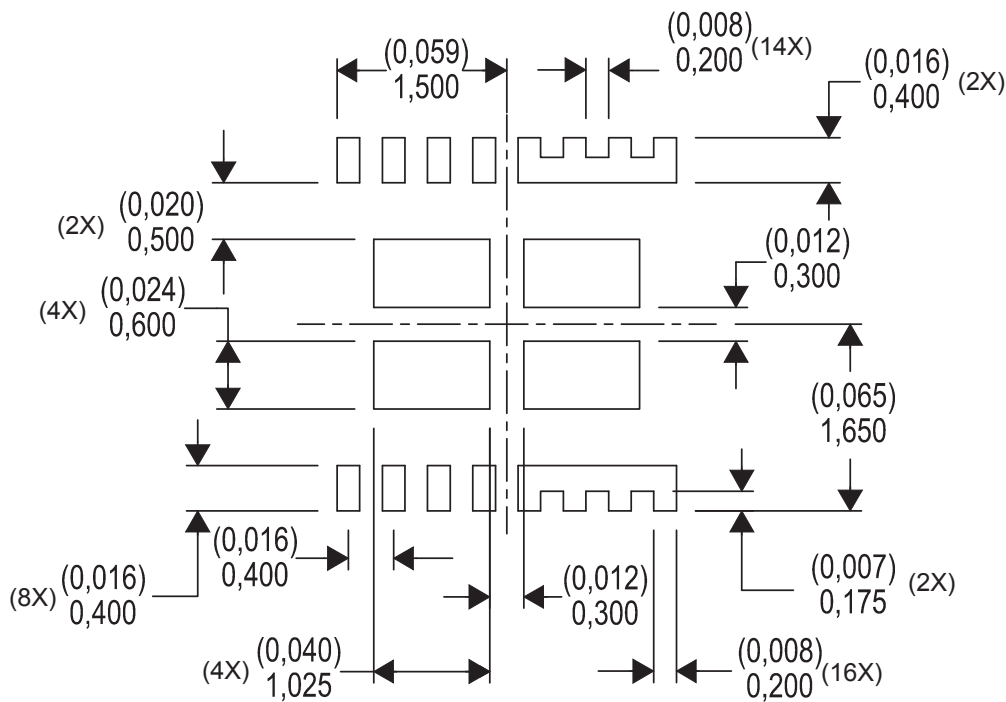 (0,059)
1,500
(0,008)
0,200 (14X)
(0,016)
0,400 (2X)
(2X) (0,020)
0,500
(0,012)
0,300
(4X) (0,024)
0,600
(0,065)
1,650
(0,016)
0,400
(8X) (0,016)
0,400
(0,012)
0,300
(0,007)
0,175 (2X)
(4X) (0,040)
1,025
(0,008)
0,200 (16X)